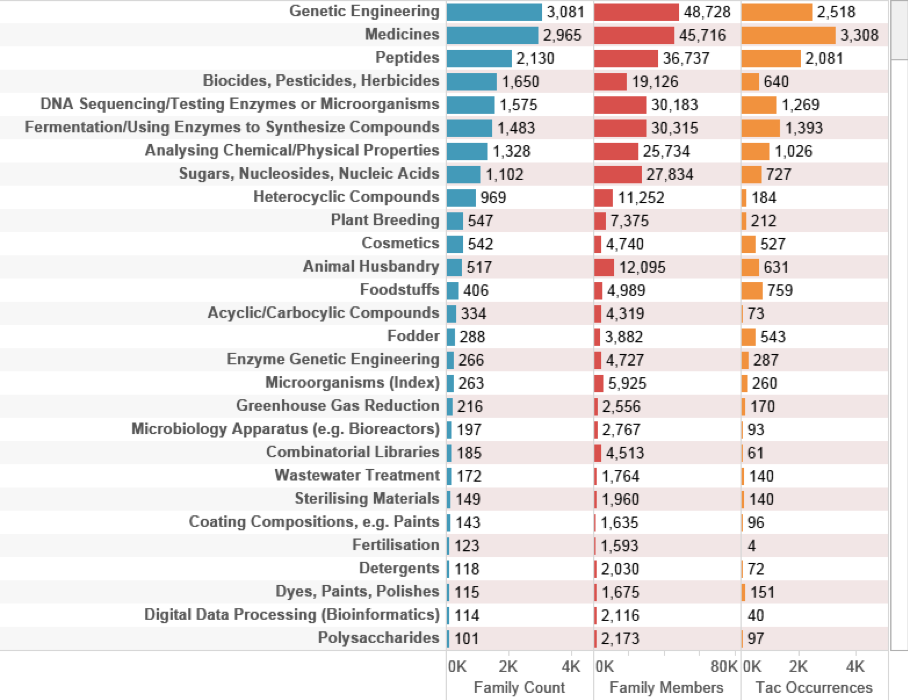 Genetic Engineering 3,081 48,728 2,518
Medicines 2,965 45,716 3,308
Peptides 2,130 36,737 2,081
Biocides, Pesticides, Herbicides 1,650 19,126 640
DNA Sequencing/Testing Enzymes or Microorganisms 1,575 30,183 1,269
Fermentation/Using Enzymes to Synthesize Compounds 1,483 30,315 1,393
Analysing Chemical/Physical Properties 1,328 25,734 1,026
Sugars, Nucleosides, Nucleic Acids 1,102 27,834 727
Heterocyclic Compounds 969 11,252 184
Plant Breeding 547 7,375 212
Cosmetics 542 4,740 527
Animal Husbandry 517 12,095 631
Foodstuffs 406 4,989 759
Acyclic/Carbocylic Compounds 334 4,319 73
Fodder 288 3,882 543
Enzyme Genetic Engineering 266 4,727 287
Microorganisms (Index) 263 5,925 260
Greenhouse Gas Reduction 216 2,556 170
Microbiology Apparatus (e.g. Bioreactors) 197 2,767 93
Combinatorial Libraries 185 4,513 61
Wastewater Treatment 172 1,764 140
Sterilising Materials 149 1,960 140
Coating Compositions, e.g. Paints 143 1,635 96
Fertilisation 123 1,593 4
Detergents 118 2,030 72
Dyes, Paints, Polishes 115 1,675 151
Digital Data Processing (Bioinformatics) 114 2,116 40
Polysaccharides 101 2,173 97
0K 2K 4K 0K 80K 0K 2K 4K
Family Count Family Members Tac Occurrences